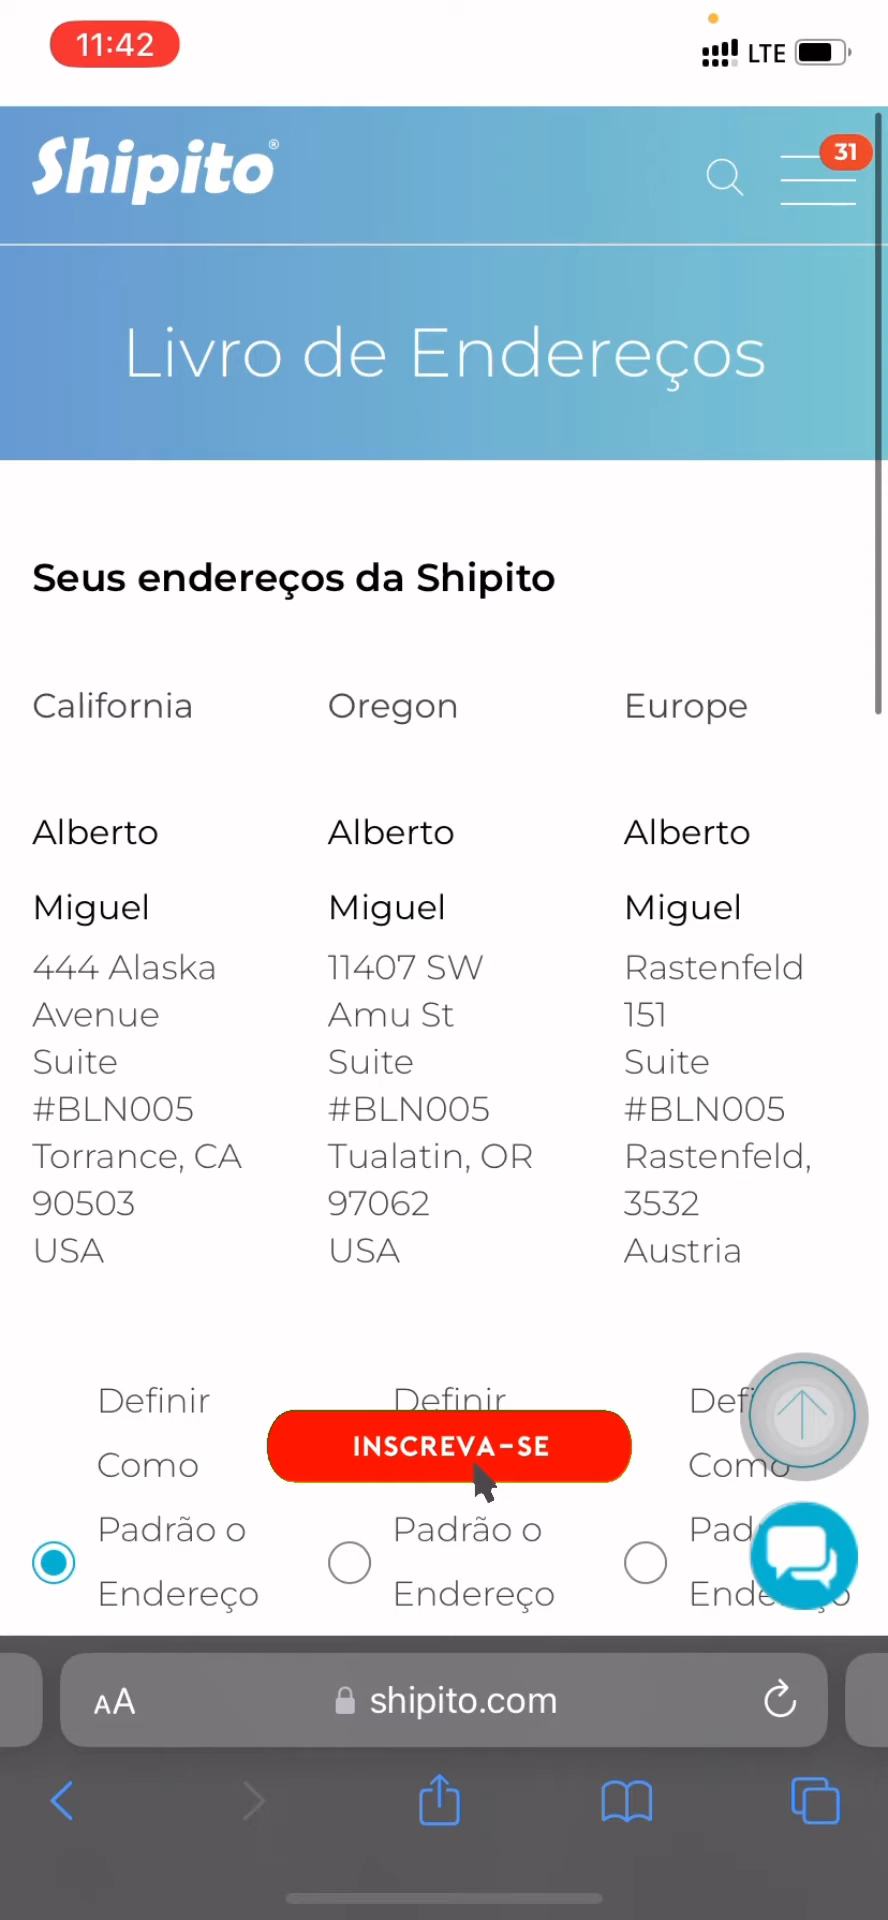 11:42
LTE
Shipito®
31
Livro de Endereços
Seus endereços da Shipito
California
Alberto
Miguel
444 Alaska
Avenue
Suite
#BLN005
Torrance, CA
90503
USA
Oregon
Alberto
Miguel
11407 SW
Amu St
Suite
#BLN005
Tualatin, OR
97062
USA
Europe
Alberto
Miguel
Rastenfeld
151
Suite
#BLN005
Rastenfeld,
3532
Austria
Definir
Como
Padrão o
Endereço
Definir
Padrão o
Endereço
Como
INSCREVA-SE
AA
shipito.com